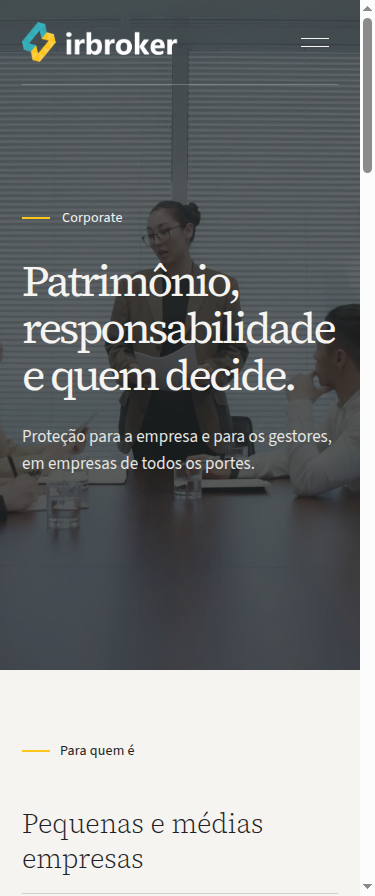 irbroker
Corporate
Patrimônio,
responsabilidade
e quem decide.
Proteção para a empresa e para os gestores,
em empresas de todos os portes.
Para quem é
Pequenas e médias
empresas